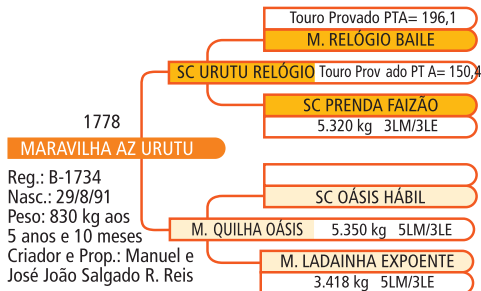 Touro Provado PTA= 196,1
M. RELÓGIO BAILE
SC URUTU RELÓGIO Touro Prov ado PT A= 150,4
SC PRENDA FAIZÃO
5.320 kg 3LM/3LE
1778
MARAVILHA AZ URUTU
Reg.: B-1734
Nasc.: 29/8/91
Peso: 830 kg aos
5 anos e 10 meses
Criador e Prop.: Manuel e
José João Salgado R. Reis
SC OÁSIS HÁBIL
M. QUILHA OÁSIS 5.350 kg 5LM/3LE
M. LADAINHA EXPOENTE
3.418 kg 5LM/3LE